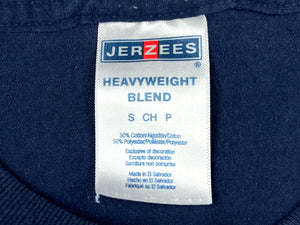 JERZEES
®
HEAVYWEIGHT
BLEND
S CH P
50% Cotton/Algodón/Coton
50% Polyester/Poliéster/Polyester
Exclusive of decoration
Excepto decoración
Garniture non comprises
Made in El Salvador
Hecho en El Salvador
Fabriqué au El Salvador